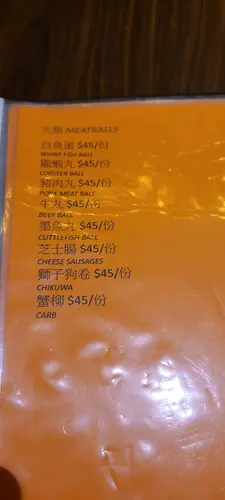 丸類 MEATBALLS
白魚蛋 $45/份
WHITE FISH BALL
龍蝦丸 $45/份
LOBSTER BALL
豬肉丸 $45/份
PORK MEAT BALL
牛丸 $45/份
BEEF BALL
墨魚丸 $45/份
CUTTLEFISH BALL
芝士腸 $45/份
CHEESE SAUSAGES
獅子狗卷 $45/份
CHIKUWA
蟹柳 $45/份
CARB